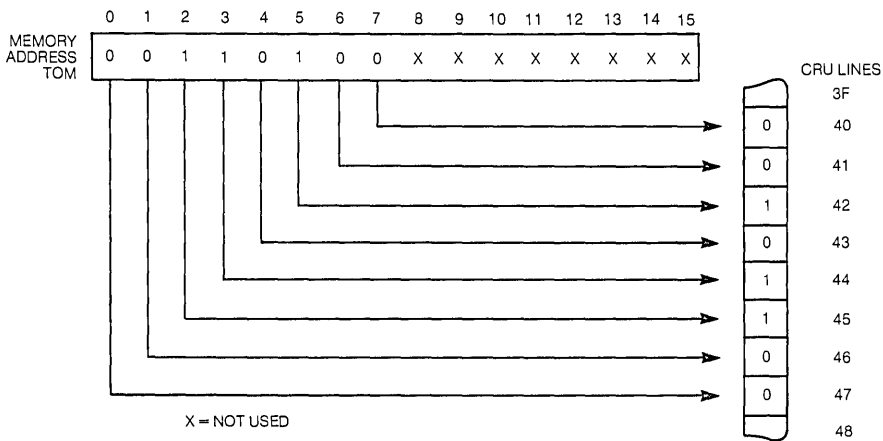 0 1 2 3 4 5 6 7 8 9 10 11 12 13 14 15
MEMORY
ADDRESS
TOM
0 0 1 1 0 1 0 0 X X X X X X X X
CRU LINES
3F
0 40
0 41
1 42
0 43
1 44
1 45
0 46
0 47
48
X = NOT USED